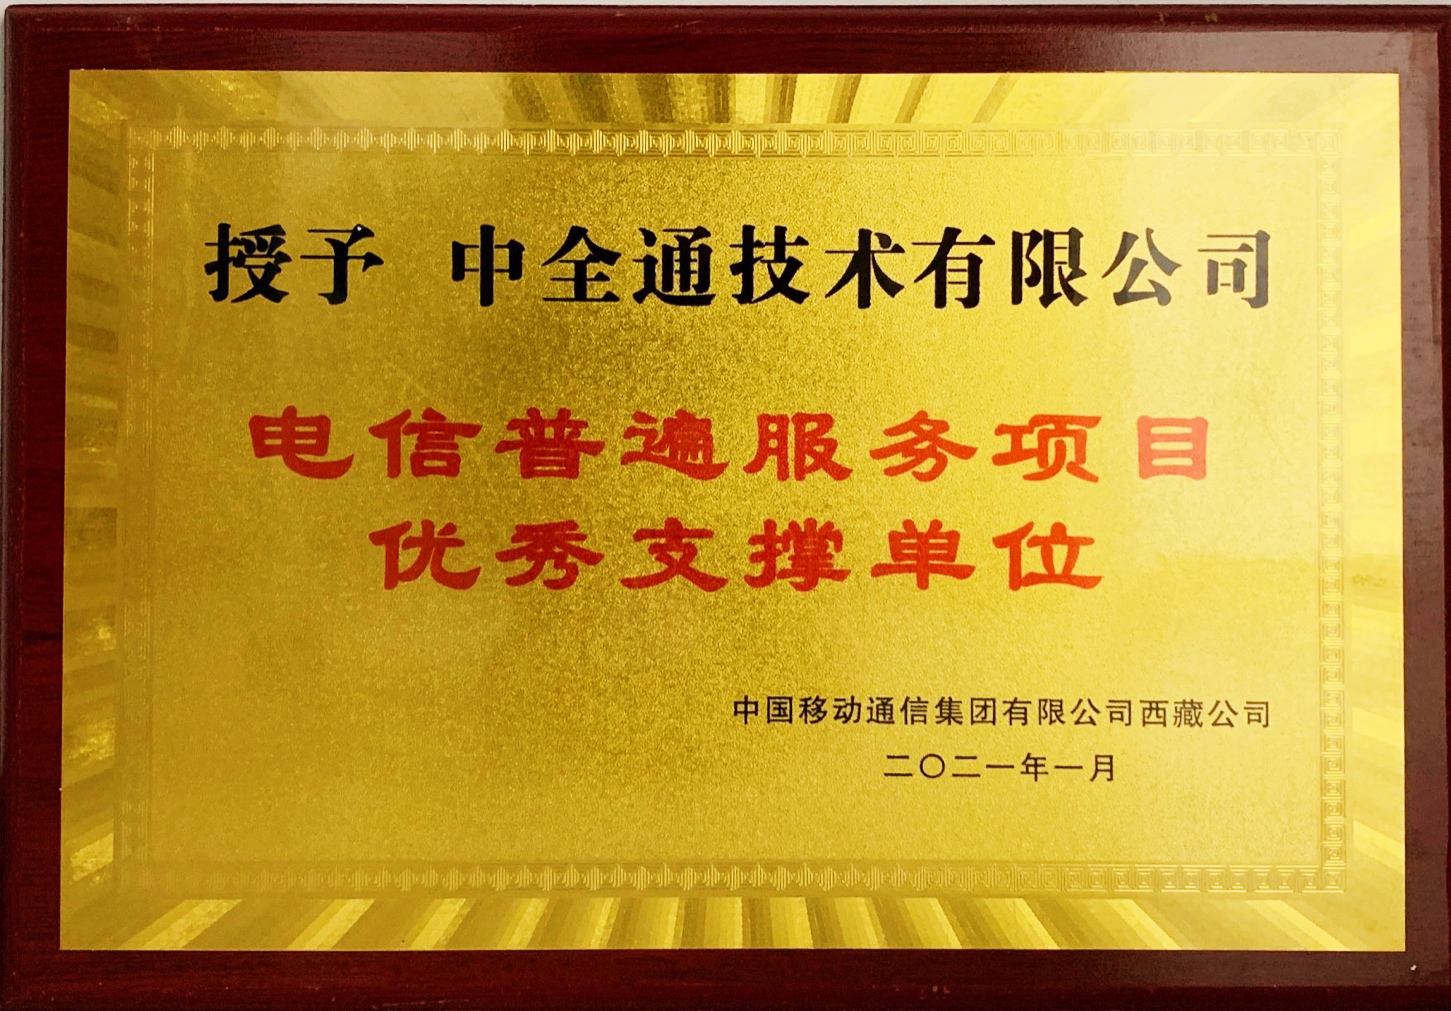 授予 中全通技术有限公司
电信普遍服务项目
优秀支撑单位
中国移动通信集团有限公司西藏公司
二〇二一年一月